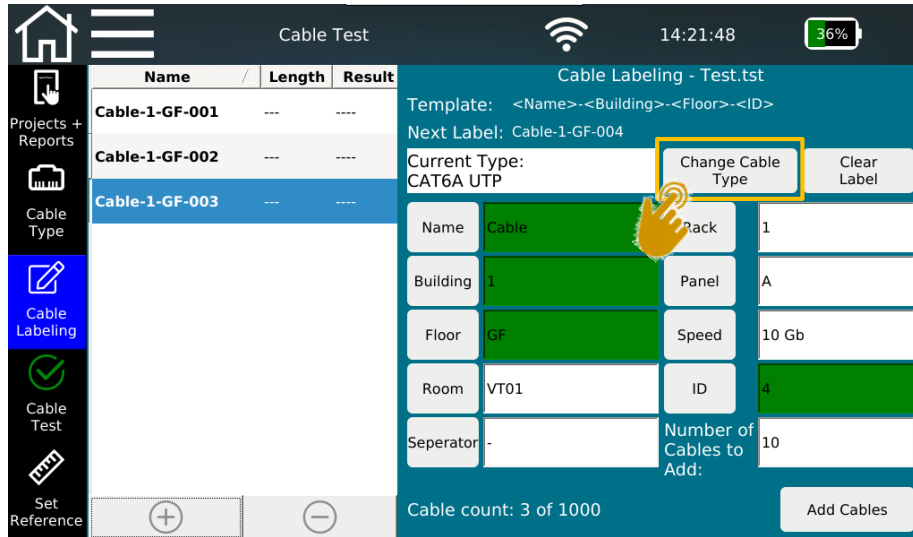 Cable Test
14:21:48
36%
Projects +
Reports
Cable
Type
Cable
Labeling
Cable
Test
Set
Reference
Name / Length Result
Cable-1-GF-001 --- ----
Cable-1-GF-002 --- ----
Cable-1-GF-003 --- ----
Cable Labeling - Test.tst
Template: <Name>-<Building>-<Floor>-<ID>
Next Label: Cable-1-GF-004
Current Type:
CAT6A UTP
Change Cable
Type
Clear
Label
Name Cable Rack 1
Building 1 Panel A
Floor GF Speed 10 Gb
Room VT01 ID 4
Seperator - Number of
Cables to
Add: 10
Cable count: 3 of 1000
Add Cables